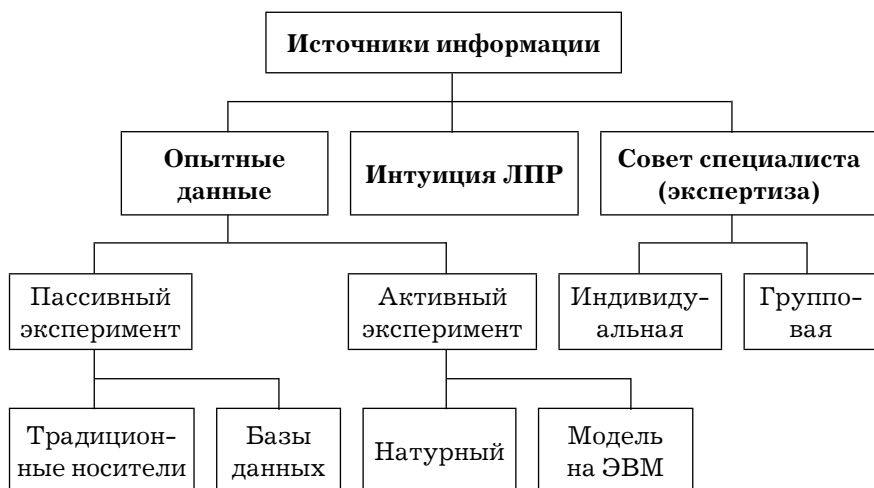 Источники информации
Опытные
данные
Интуиция ЛПР
Совет специалиста
(экспертиза)
Пассивный
эксперимент
Активный
эксперимент
Индивиду-
альная
Группо-
вая
Традицион-
ные носители
Базы
данных
Натурный
Модель
на ЭВМ